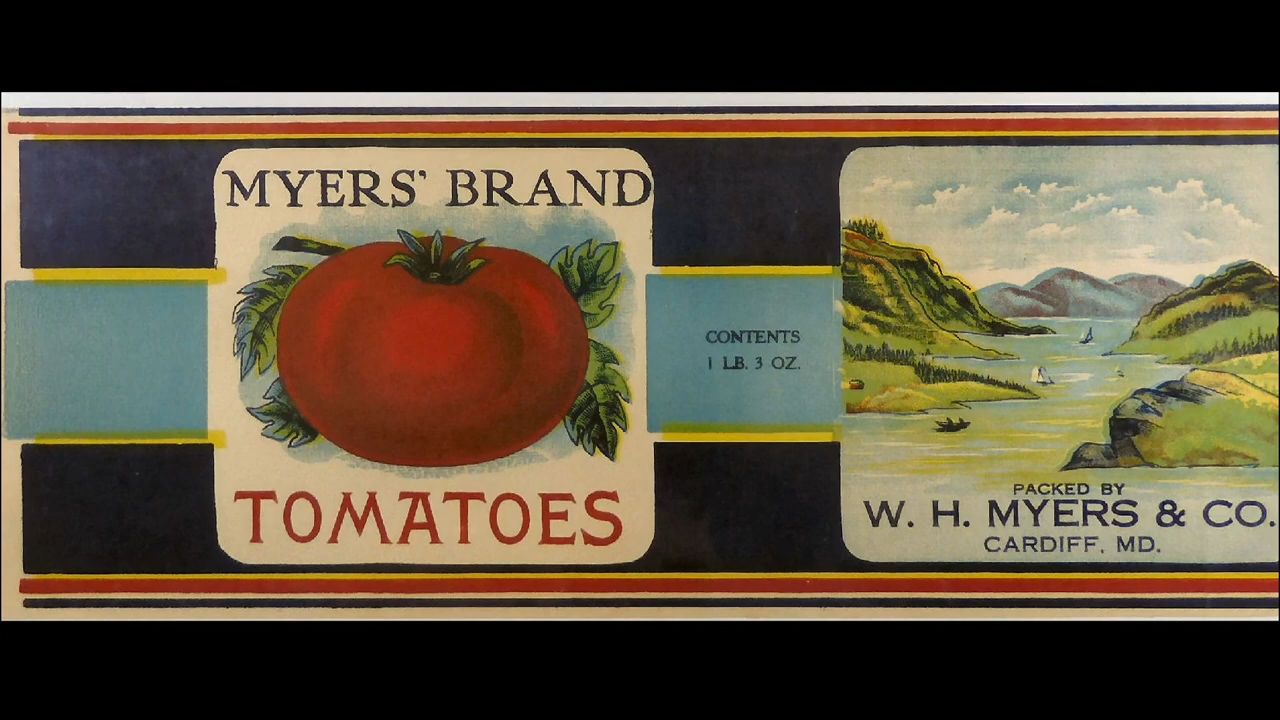 MYERS' BRAND
TOMATOES
CONTENTS
1 LB. 3 OZ.
PACKED BY
W. H. MYERS & CO.
CARDIFF, MD.